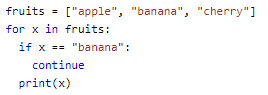 fruits = ["apple", "banana", "cherry"]
for x in fruits:
  if x == "banana":
    continue
  print(x)